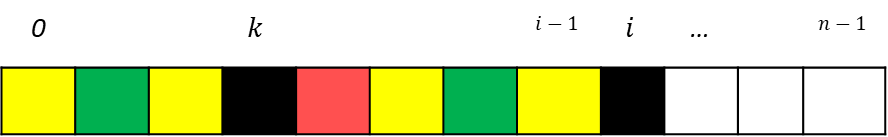 0 k i − 1 i ... n − 1